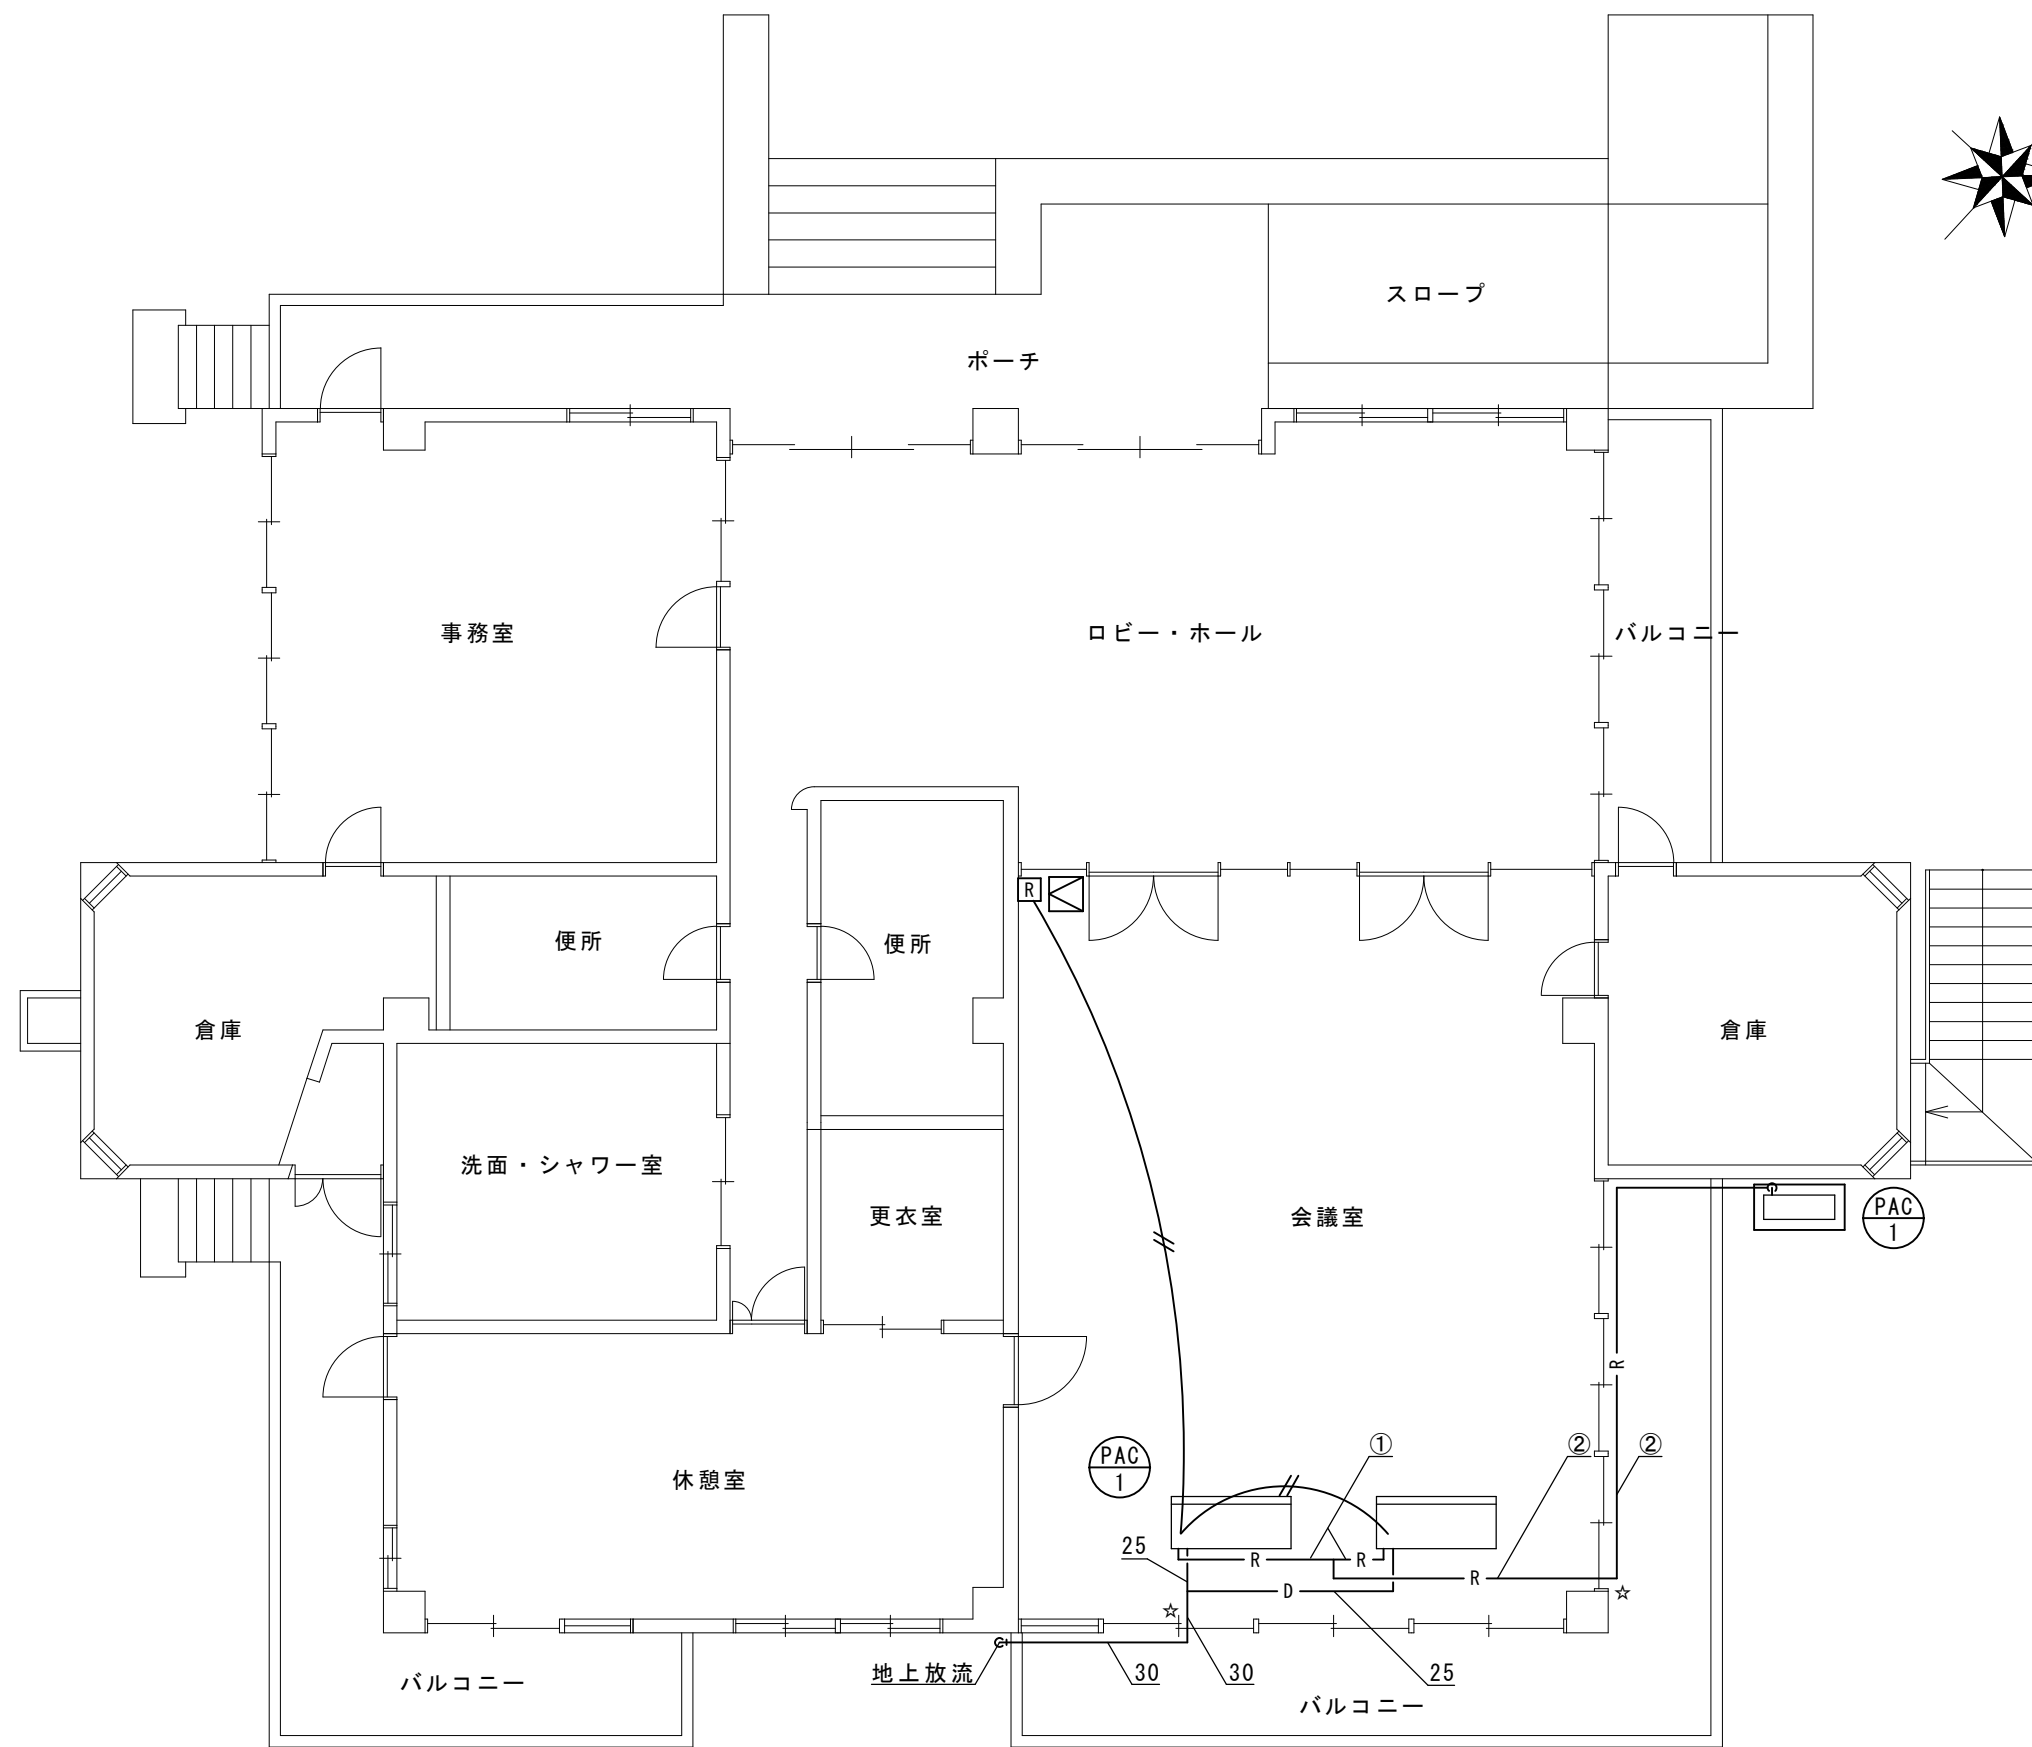 スロープ
ポーチ
事務室
ロビー・ホール
バルコニー
R
便所
便所
倉庫
倉庫
洗面・シャワー室
更衣室
会議室
PAC
1
R
①
②
②
PAC
1
休憩室
25
R
R
R
D
☆
☆
地上放流
30
30
25
バルコニー
バルコニー